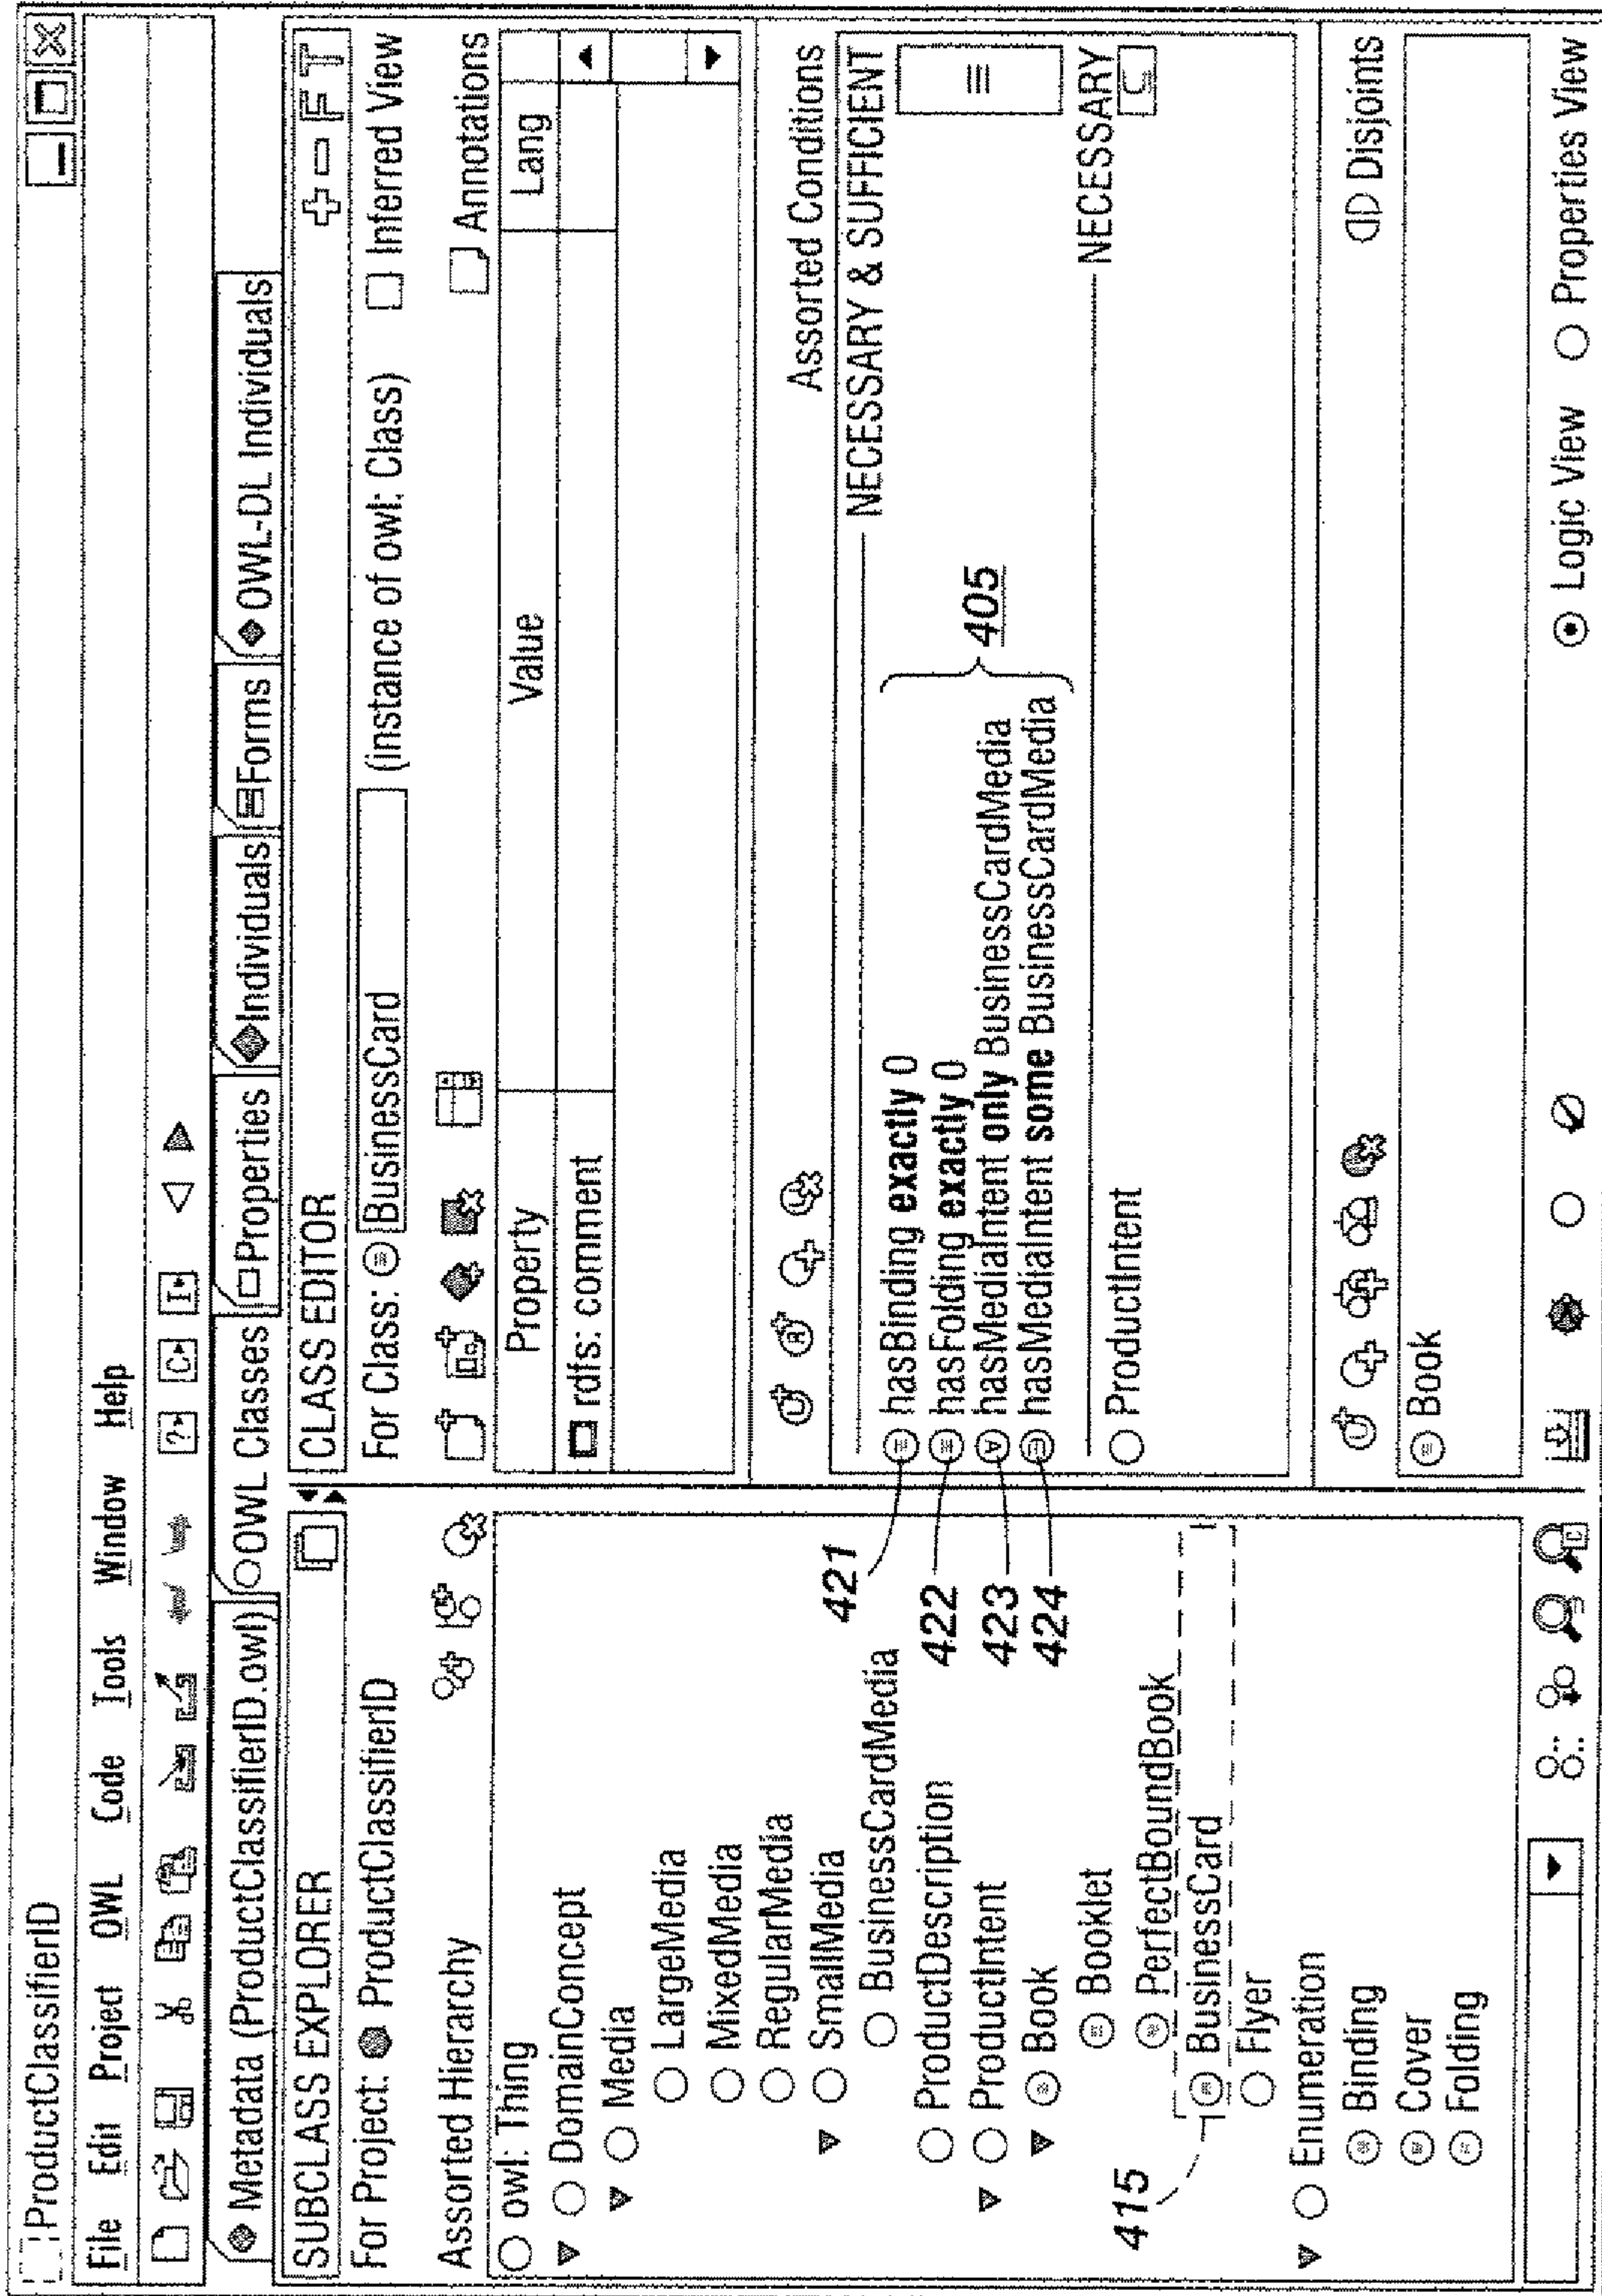 ProductClassifierID
File Edit Project OWL Code Tools Window Help
Metadata (ProductClassifierID.owl) OWL Classes Properties Individuals Forms OWL-DL Individuals
SUBCLASS EXPLORER
For Project: ProductClassifierID
Assorted Hierarchy
owl: Thing
DomainConcept
Media
LargeMedia
MixedMedia
RegularMedia
SmallMedia
BusinessCardMedia
ProductDescription
ProductIntent
Book
Booklet
PerfectBoundBook
BusinessCard
Flyer
Enumeration
Binding
Cover
Folding
415
421
422
423
424
CLASS EDITOR
+ - F T
For Class: BusinessCard (instance of owl: Class) Inferred View
Annotations
Property Value Lang
rdfs: comment
Assorted Conditions
NECESSARY & SUFFICIENT
hasBinding exactly 0
hasFolding exactly 0
hasMediaIntent only BusinessCardMedia
hasMediaIntent some BusinessCardMedia
405
NECESSARY
ProductIntent
Disjoints
Book
Logic View Properties View